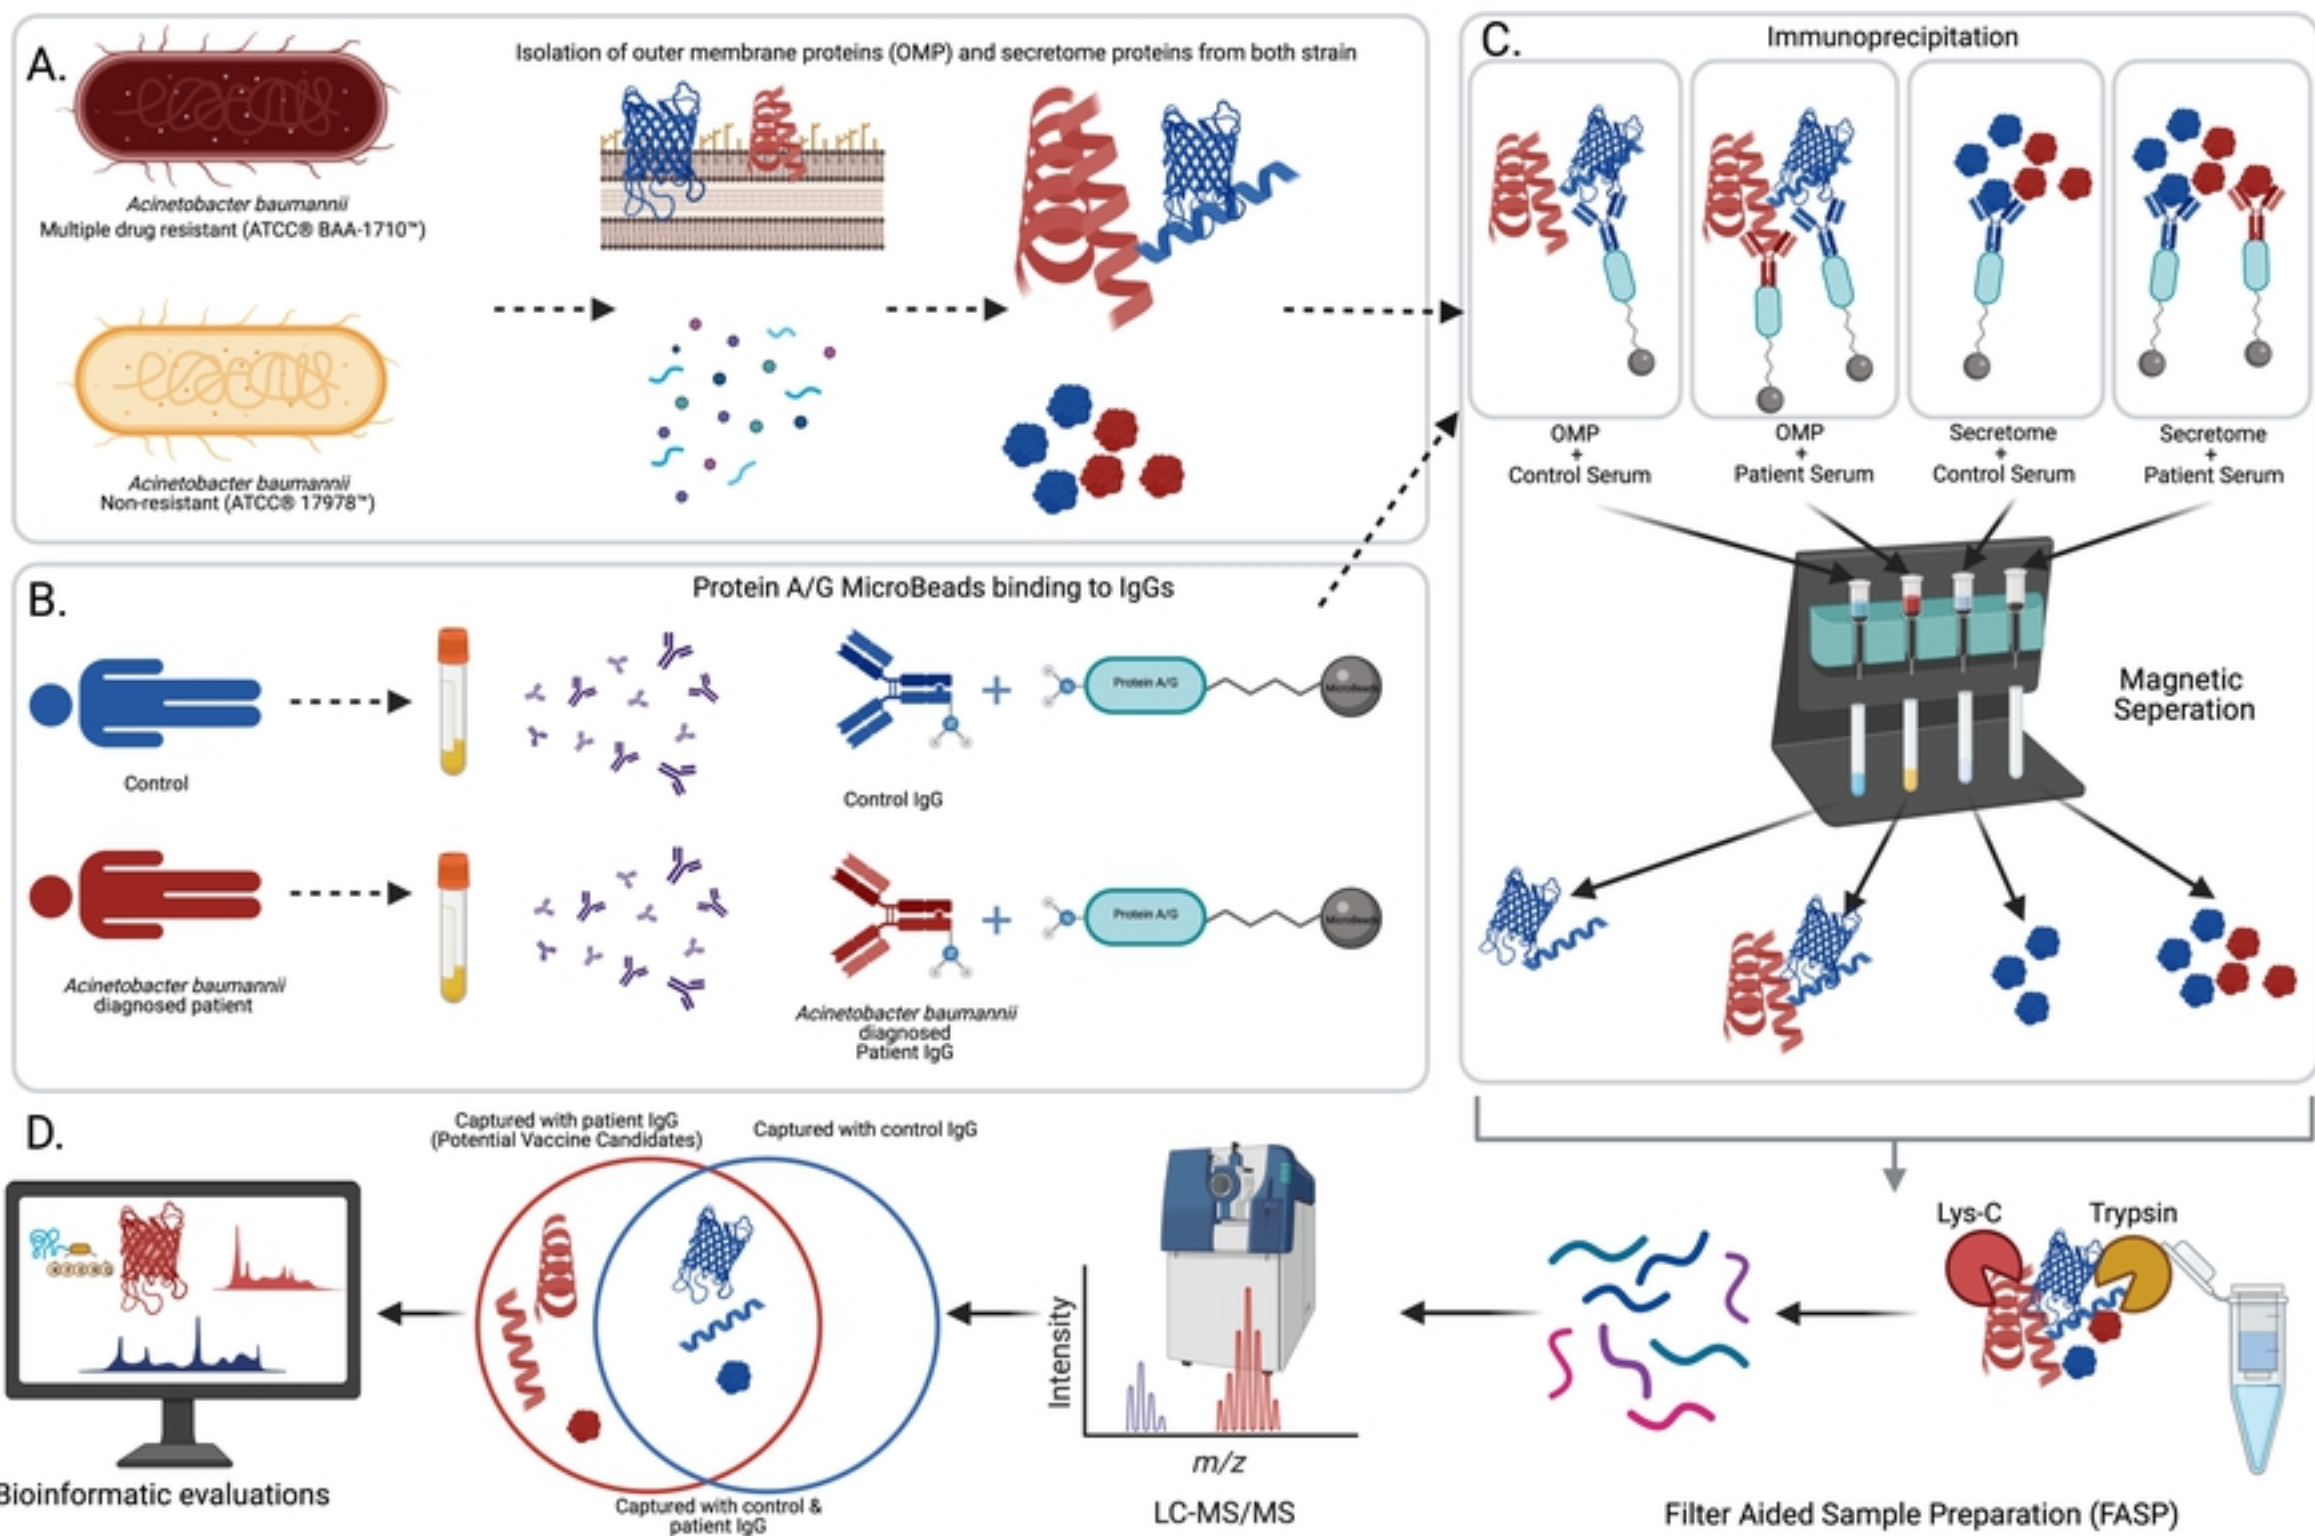 A.
Isolation of outer membrane proteins (OMP) and secretome proteins from both strain
Acinetobacter baumannii
Multiple drug resistant (ATCC® BAA-1710™)
Acinetobacter baumannii
Non-resistant (ATCC® 17978™)
B.
Protein A/G MicroBeads binding to IgGs
Control
Control IgG
Protein A/G
MicroBeads
Acinetobacter baumannii
diagnosed patient
Acinetobacter baumannii
diagnosed
Patient IgG
Protein A/G
MicroBeads
C.
Immunoprecipitation
OMP
+
Control Serum
OMP
+
Patient Serum
Secretome
+
Control Serum
Secretome
+
Patient Serum
Magnetic
Seperation
D.
Captured with patient IgG
(Potential Vaccine Candidates)
Captured with control IgG
Captured with control &
patient IgG
Bioinformatic evaluations
Intensity
m/z
LC-MS/MS
Lys-C
Trypsin
Filter Aided Sample Preparation (FASP)